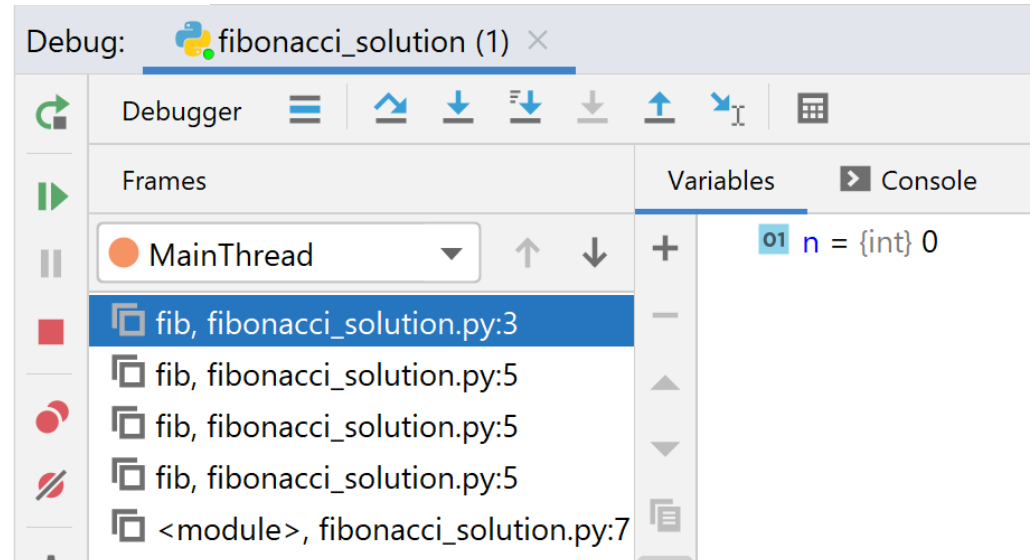 Debug: fibonacci_solution (1)
Debugger
Frames
Variables
Console
MainThread
01 n = {int} 0
fib, fibonacci_solution.py:3
fib, fibonacci_solution.py:5
fib, fibonacci_solution.py:5
fib, fibonacci_solution.py:5
<module>, fibonacci_solution.py:7